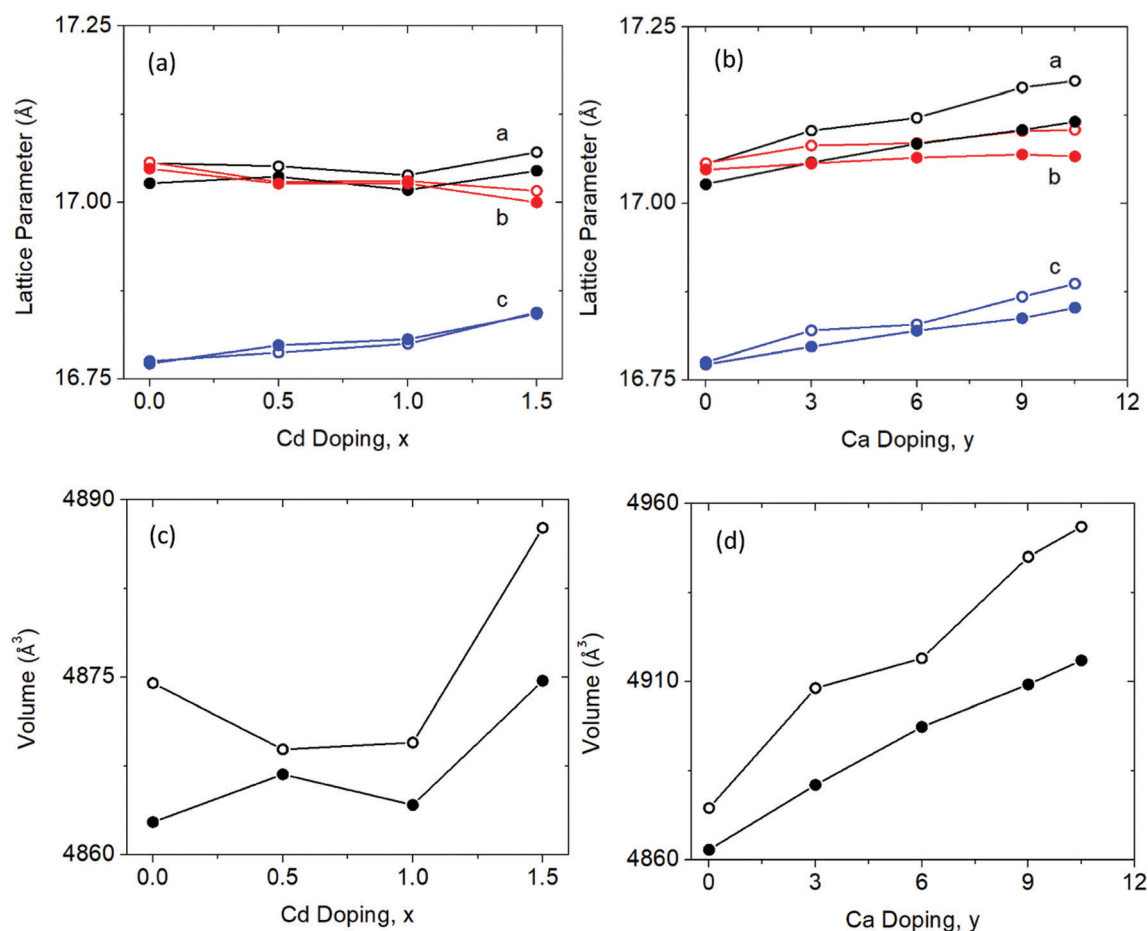 17.25
(a)
a
17.00
b
c
16.75
0.0 0.5 1.0 1.5
Cd Doping, x
Lattice Parameter (Å)
17.25
(b)
a
17.00
b
c
16.75
0 3 6 9 12
Ca Doping, y
Lattice Parameter (Å)
4890
(c)
4875
4860
0.0 0.5 1.0 1.5
Cd Doping, x
Volume (Å³)
4960
(d)
4910
4860
0 3 6 9 12
Ca Doping, y
Volume (Å³)